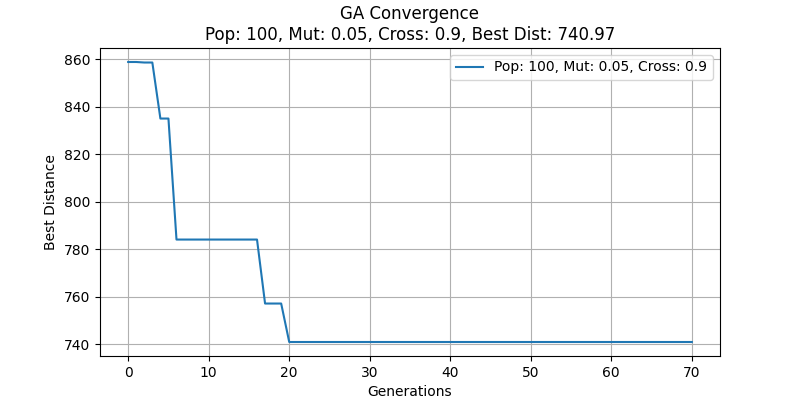 GA Convergence
Pop: 100, Mut: 0.05, Cross: 0.9, Best Dist: 740.97
Pop: 100, Mut: 0.05, Cross: 0.9
Best Distance
860
840
820
800
780
760
740
0 10 20 30 40 50 60 70
Generations